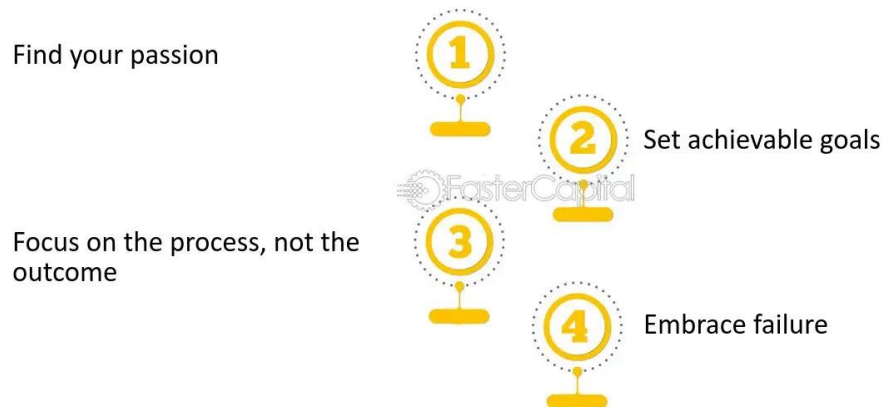 Find your passion
1
2
Set achievable goals
FasterCapital
Focus on the process, not the
outcome
3
4
Embrace failure